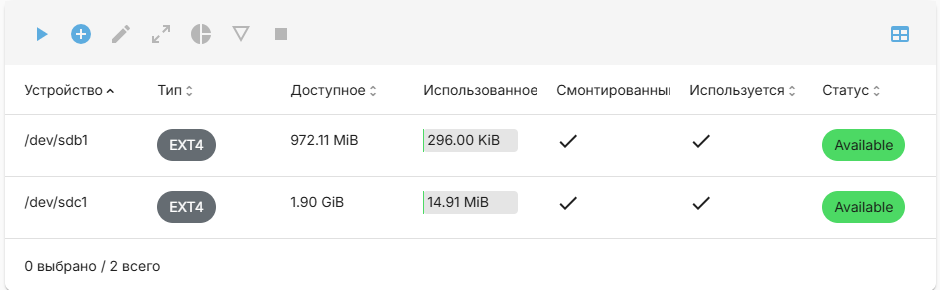 Устройство Тип Доступное Использованное Смонтированны Используется Статус
/dev/sdb1 EXT4 972.11 MiB 296.00 KiB Available
/dev/sdc1 EXT4 1.90 GiB 14.91 MiB Available
0 выбрано / 2 всего